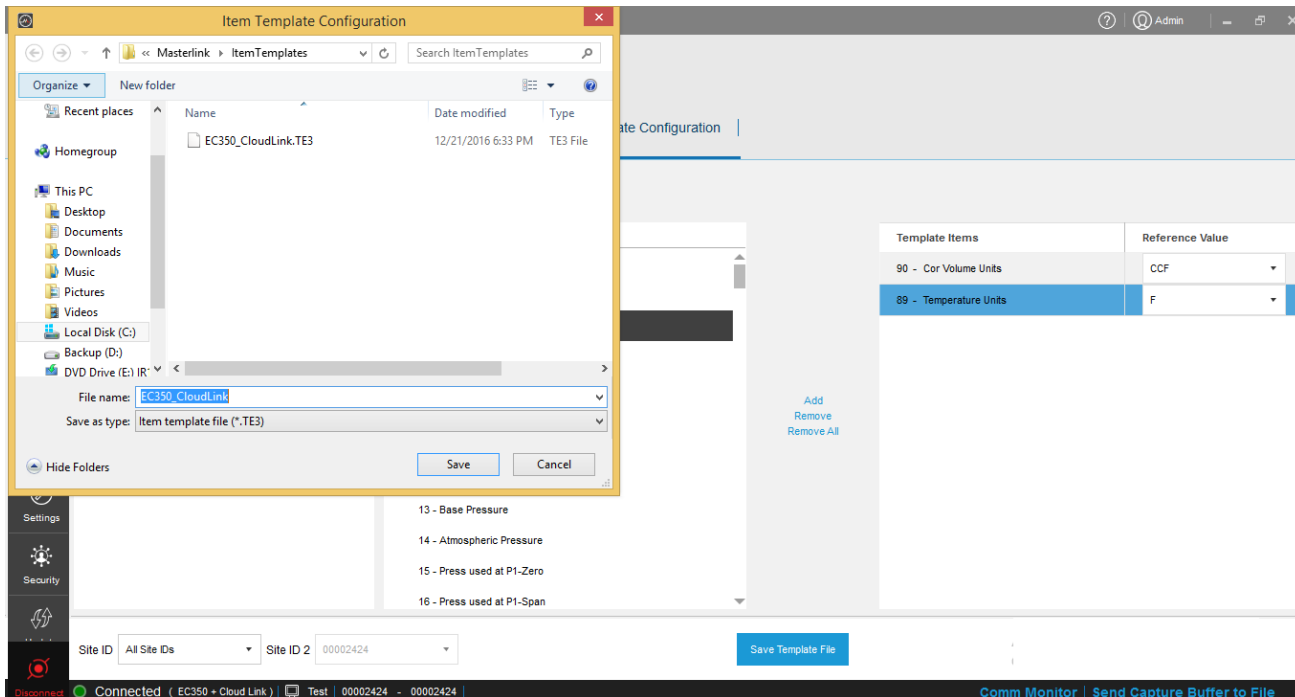 Item Template Configuration
Admin
« Masterlink ItemTemplates
Search ItemTemplates
Organize
New folder
Recent places
Homegroup
This PC
Desktop
Documents
Downloads
Music
Pictures
Videos
Local Disk (C:)
Backup (D:)
DVD Drive (E:) IR
Name
Date modified
Type
EC350_CloudLink.TE3
12/21/2016 6:33 PM
TE3 File
File name: EC350_CloudLink
Save as type: Item template file (*.TE3)
Hide Folders
Save
Cancel
ate Configuration
Template Items
Reference Value
90 - Cor Volume Units
CCF
89 - Temperature Units
F
Add
Remove
Remove All
13 - Base Pressure
14 - Atmospheric Pressure
15 - Press used at P1-Zero
16 - Press used at P1-Span
Settings
Security
Site ID All Site IDs
Site ID 2 00002424
Save Template File
Disconnect
Connected ( EC350 + Cloud Link ) | Test | 00002424 - 00002424 |
Comm Monitor | Send Capture Buffer to File